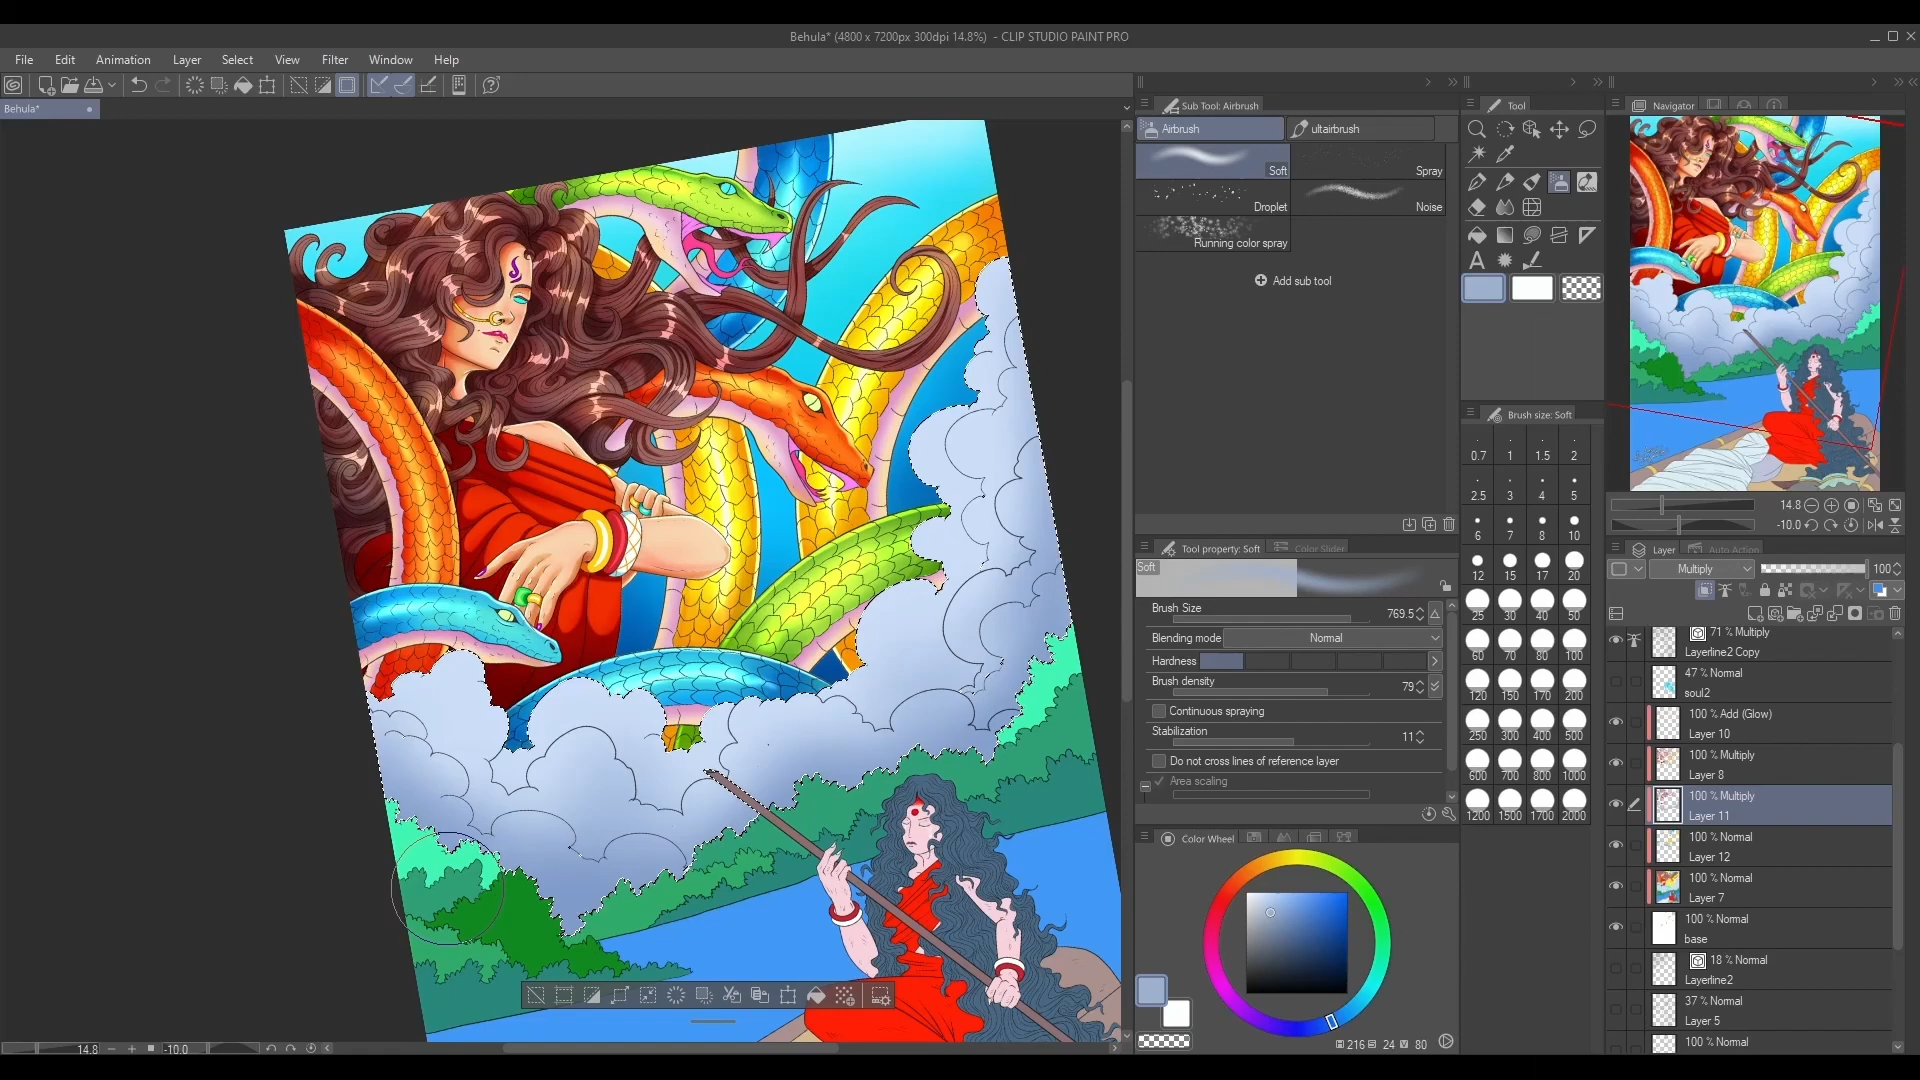 Behula* (4800 x 7200px 300dpi 14.8%) - CLIP STUDIO PAINT PRO
File Edit Animation Layer Select View Filter Window Help
Behula*
Sub Tool: Airbrush
Airbrush
ultairbrush
Soft
Spray
Droplet
Noise
Running color spray
Add sub tool
Tool property: Soft
Color Slider
Soft
Brush Size 769.5
Blending mode Normal
Hardness
Brush density 79
Continuous spraying
Stabilization 11
Do not cross lines of reference layer
Area scaling
Color Wheel
216 24 80
Tool
Brush size: Soft
0.7 1 1.5 2
2.5 3 4 5
6 7 8 10
12 15 17 20
25 30 40 50
60 70 80 100
120 150 170 200
250 300 400 500
600 700 800 1000
1200 1500 1700 2000
Navigator
14.8
-10.0
Layer
Auto Action
Multiply 100
71 % Multiply
Layerline2 Copy
47 % Normal
soul2
100 % Add (Glow)
Layer 10
100 % Multiply
Layer 8
100 % Multiply
Layer 11
100 % Normal
Layer 12
100 % Normal
Layer 7
100 % Normal
base
18 % Normal
Layerline2
37 % Normal
Layer 5
100 % Normal
14.8
-10.0